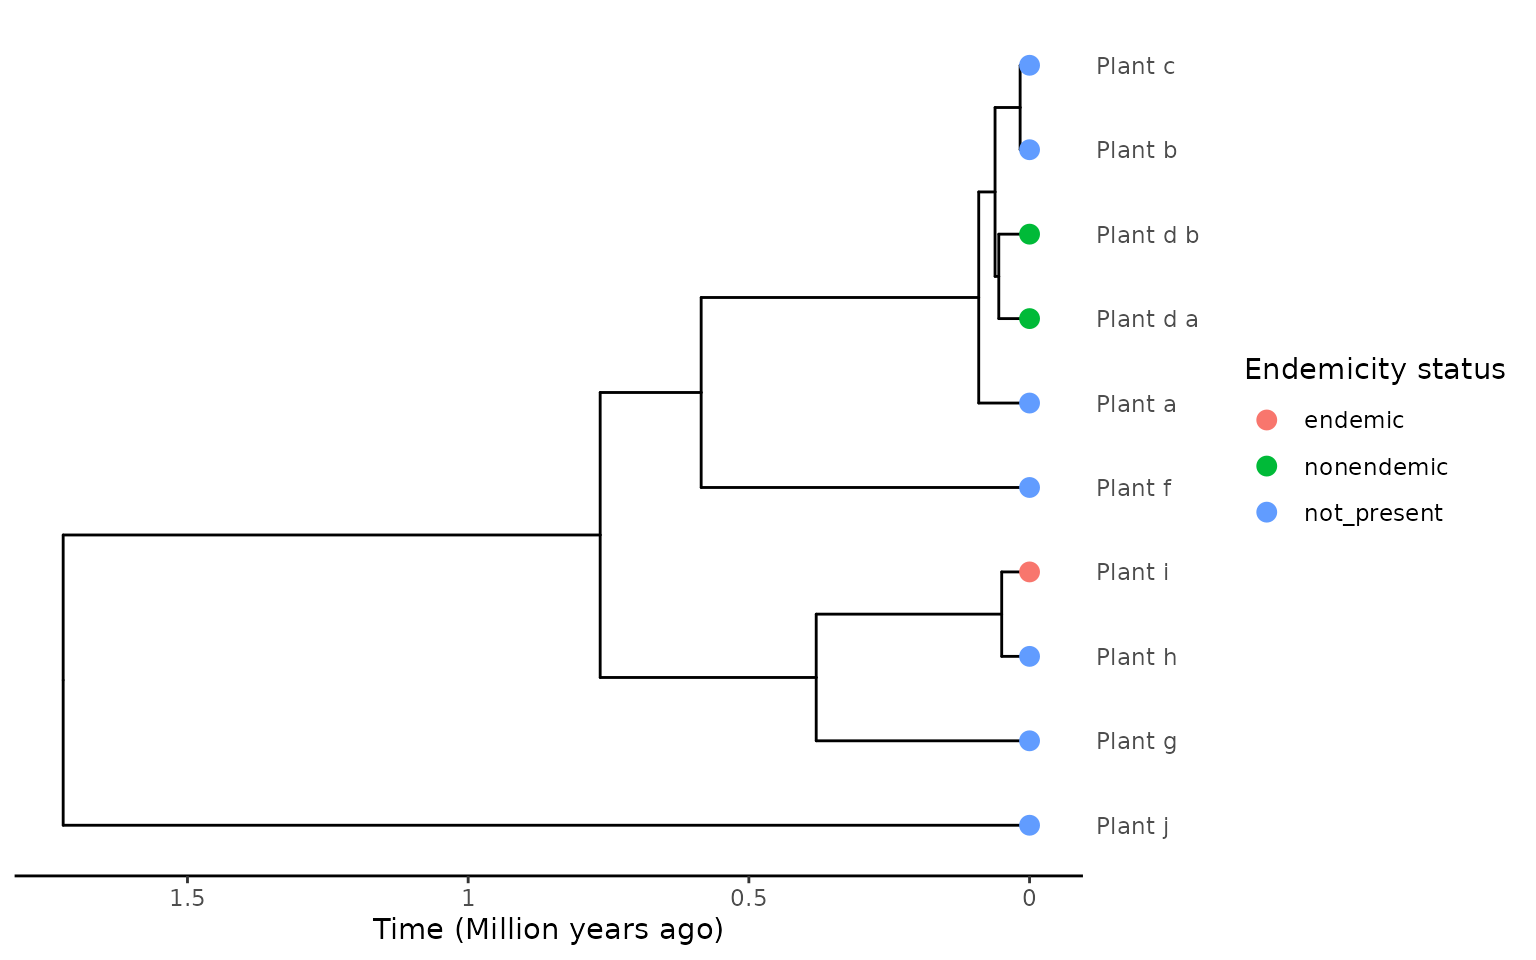 Plant c
Plant b
Plant d b
Plant d a
Plant a
Plant f
Plant i
Plant h
Plant g
Plant j
Endemicity status
endemic
nonendemic
not_present
1.5 1 0.5 0
Time (Million years ago)